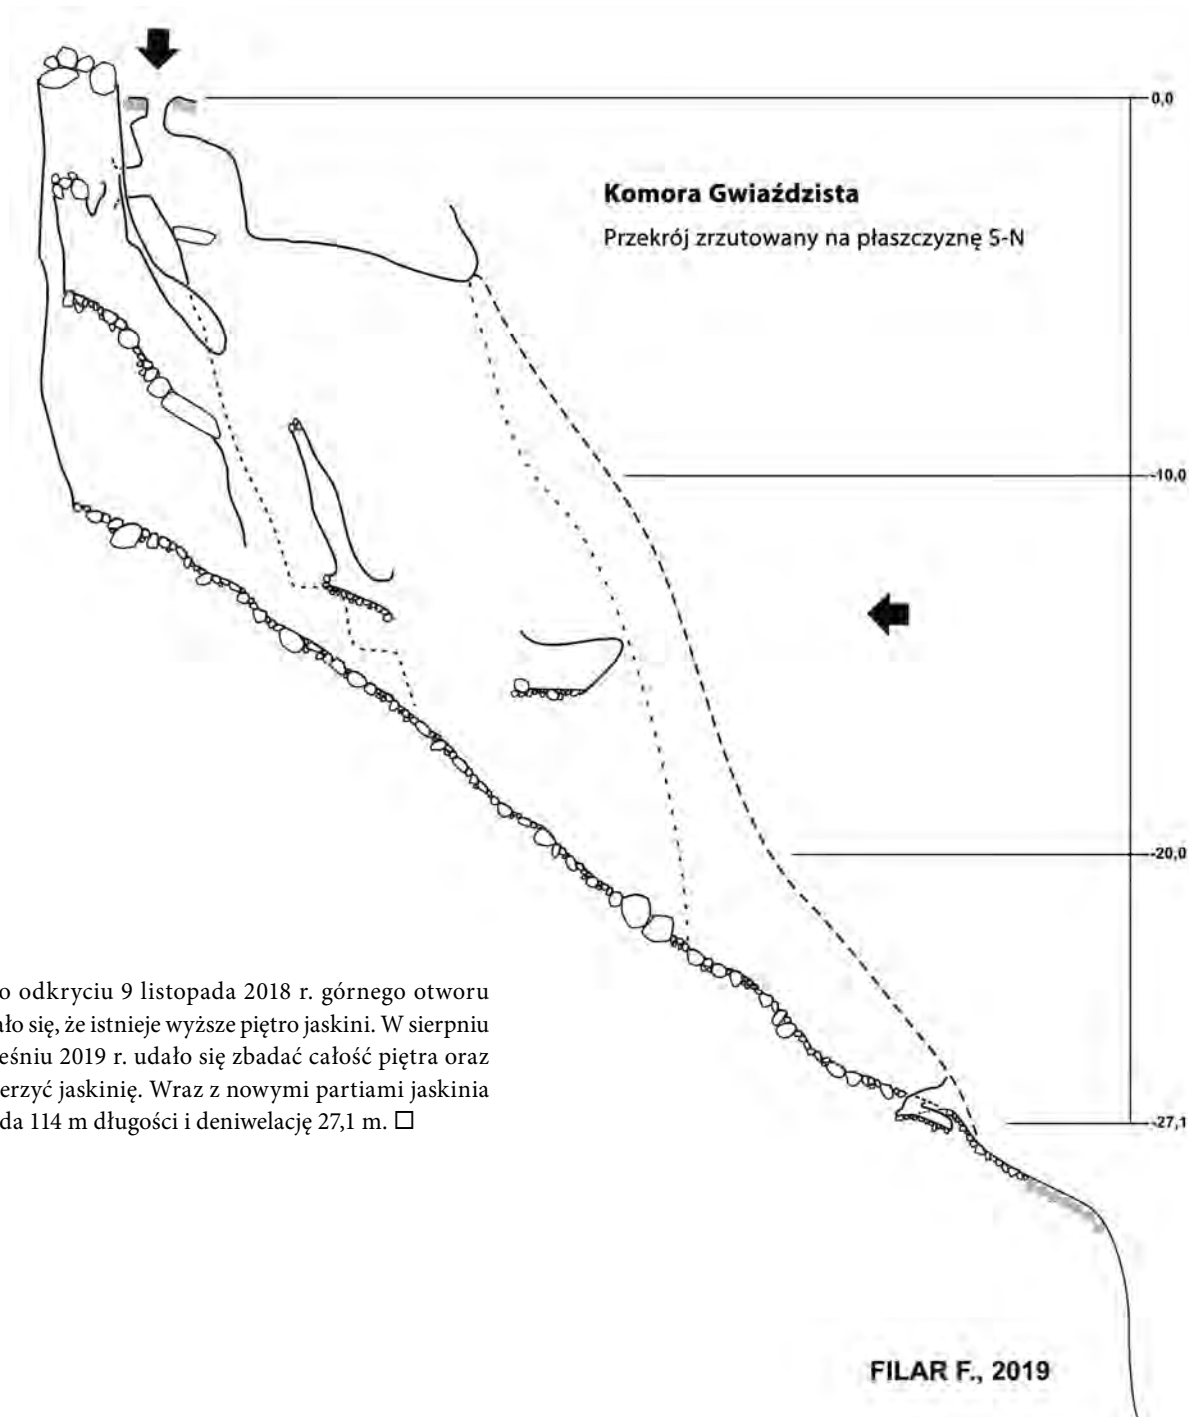 0,0
Komora Gwiaździsta
Przekrój zrzutowany na płaszczyznę S-N
-10,0
-20,0
o odkryciu 9 listopada 2018 r. górnego otworu
ało się, że istnieje wyższe piętro jaskini. W sierpniu
eśniu 2019 r. udało się zbadać całość piętra oraz
erzyć jaskinię. Wraz z nowymi partiami jaskinia
da 114 m długości i deniwelację 27,1 m. □
-27,1
FILAR F., 2019